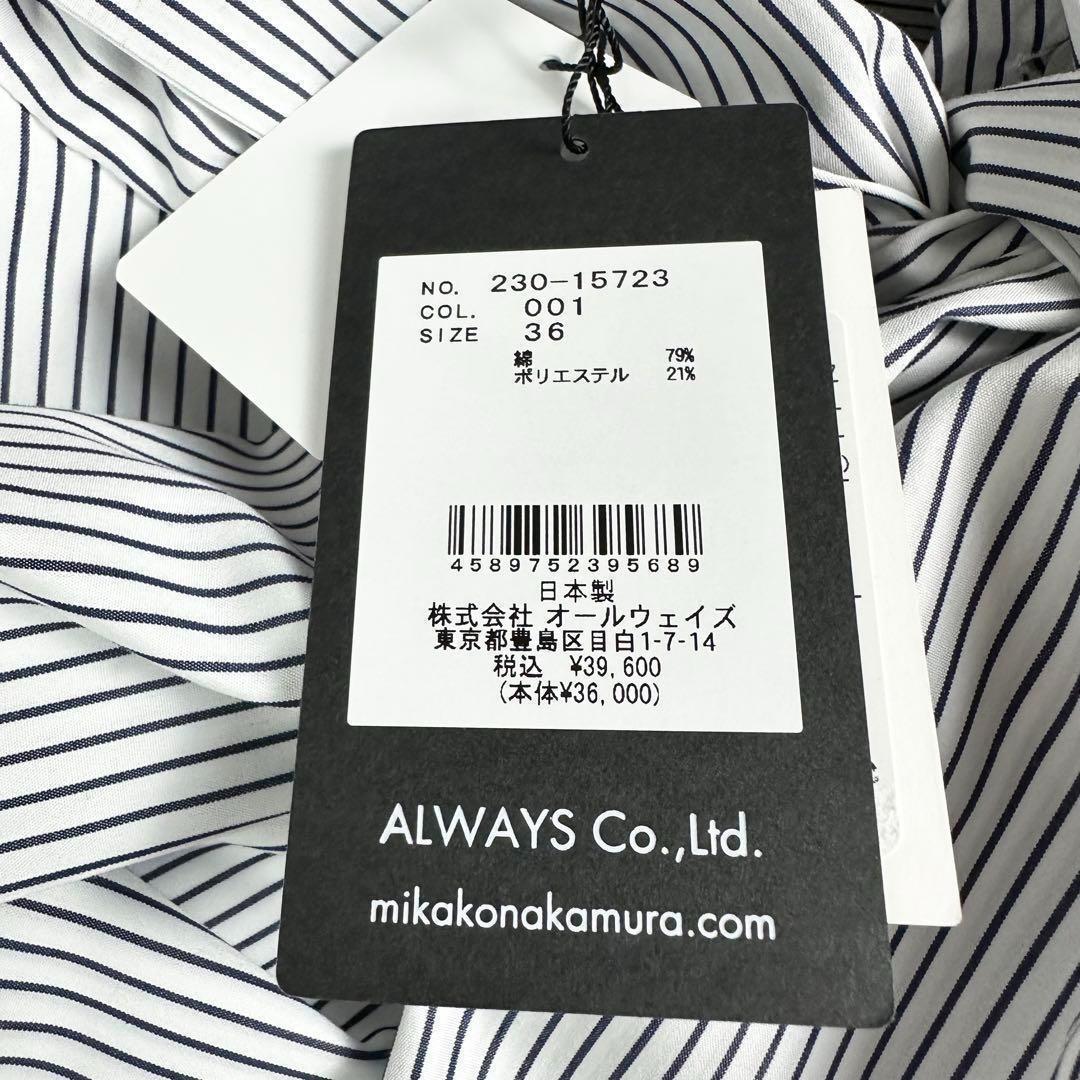 NO. 230-15723
COL. 001
SIZE 36
綿 79%
ポリエステル 21%
4589752395689
日本製
株式会社 オールウェイズ
東京都豊島区目白1-7-14
税込 ¥39,600
(本体¥36,000)
ALWAYS Co.,Ltd.
mikakonakamura.com